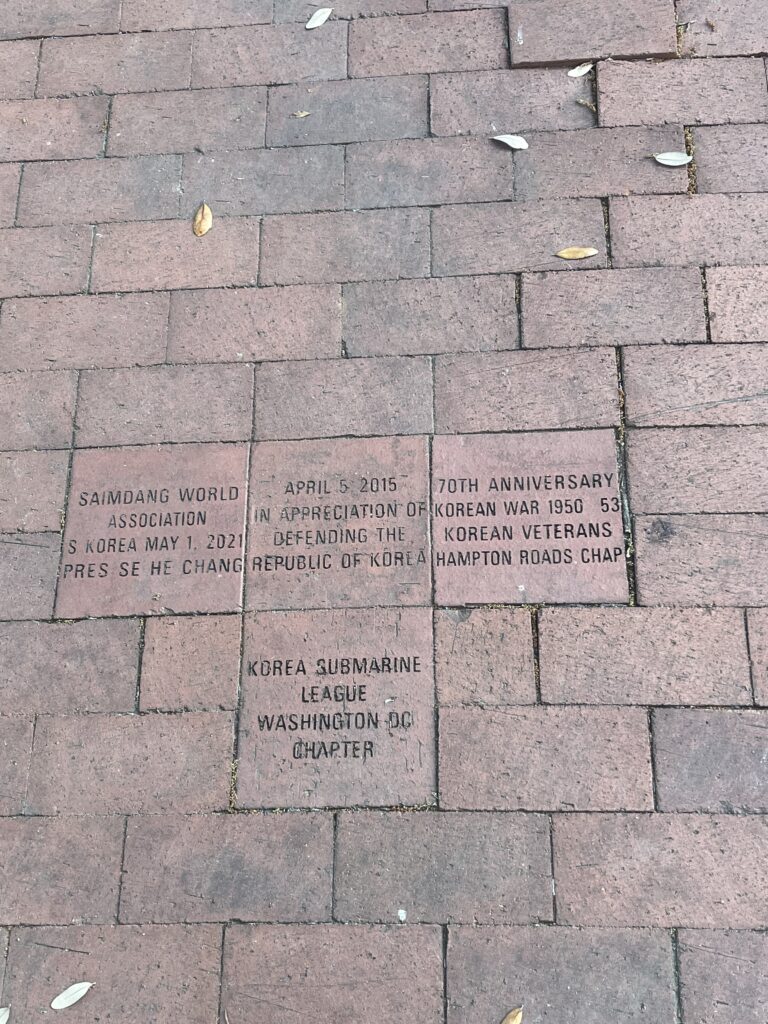 SAIMDANG WORLD
ASSOCIATION
S KOREA MAY 1, 2021
PRES SE HE CHANG
APRIL 5 2015
IN APPRECIATION OF
DEFENDING THE
REPUBLIC OF KOREA
70TH ANNIVERSARY
KOREAN WAR 1950 53
KOREAN VETERANS
HAMPTON ROADS CHAP
KOREA SUBMARINE
LEAGUE
WASHINGTON DC
CHAPTER